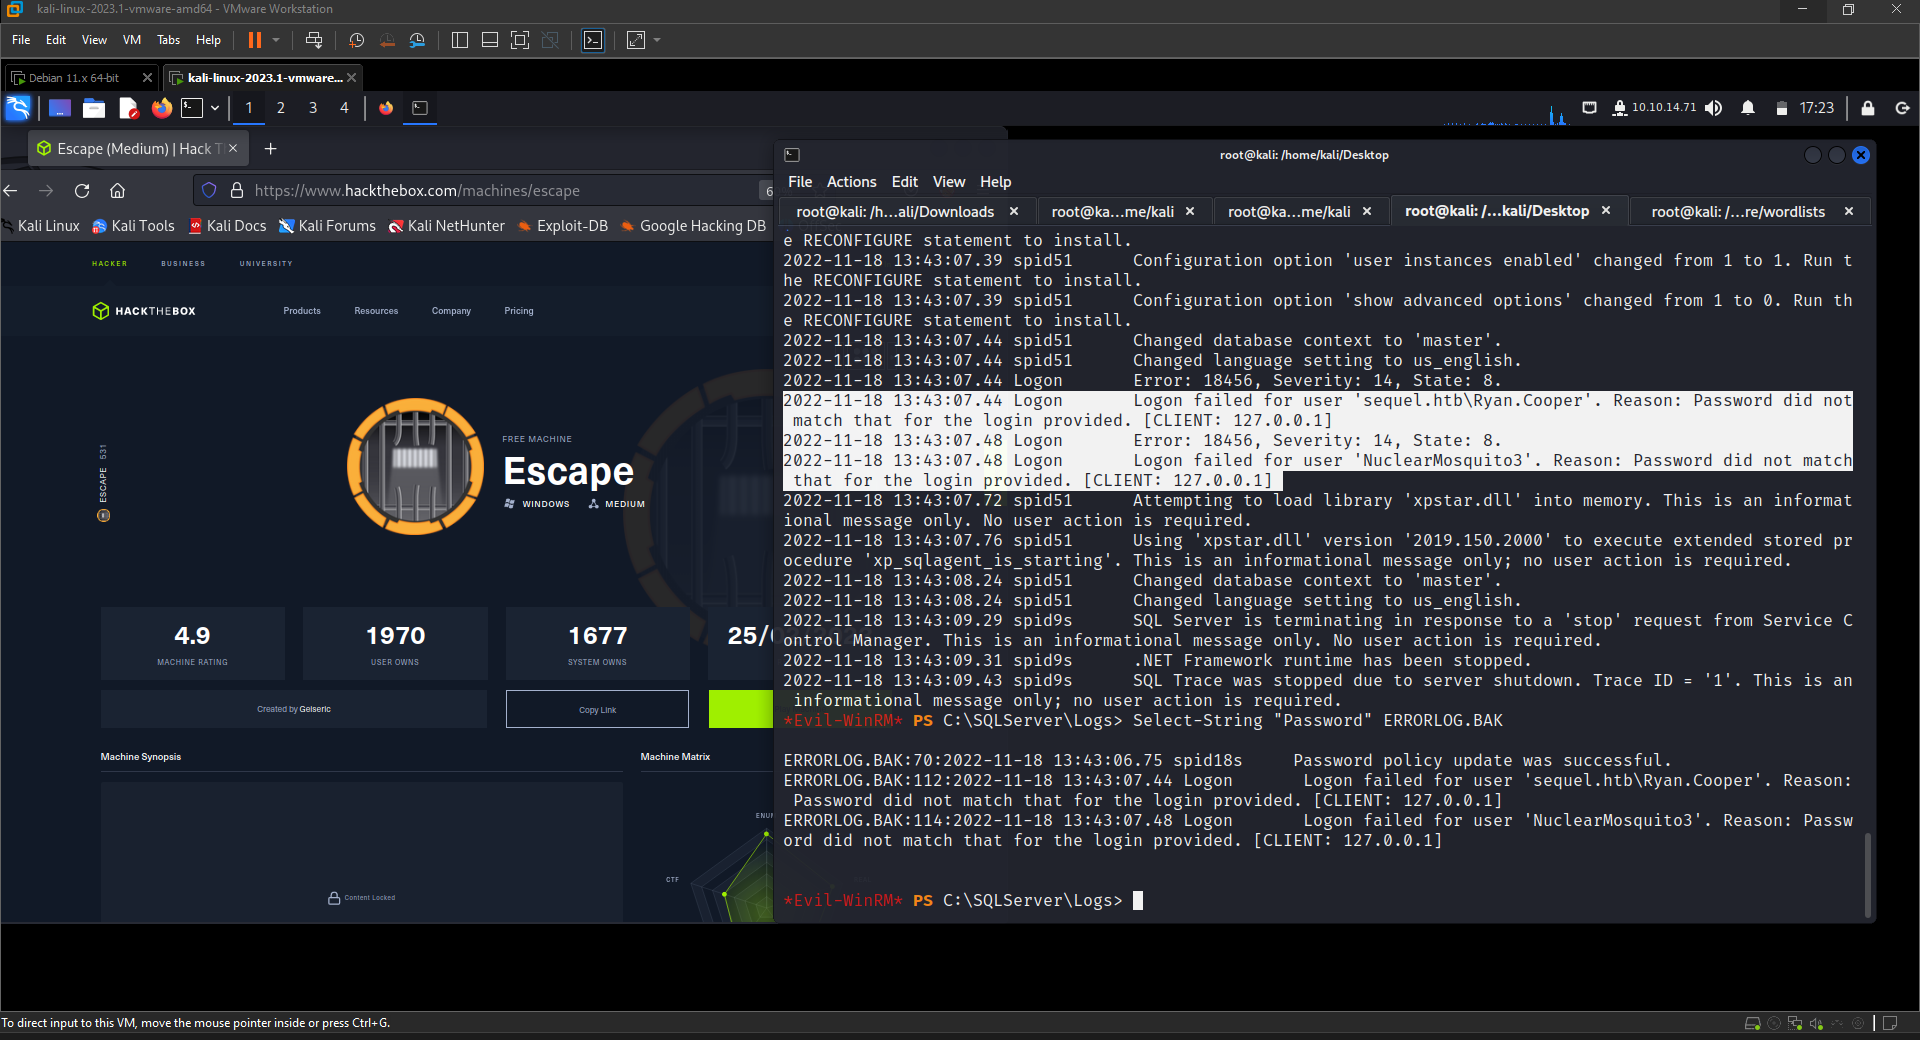 kali-linux-2023.1-vmware-amd64 - VMware Workstation
File Edit View VM Tabs Help
Debian 11.x 64-bit
kali-linux-2023.1-vmware...
1 2 3 4
10.10.14.71
17:23
Escape (Medium) | Hack T
https://www.hackthebox.com/machines/escape
Kali Linux Kali Tools Kali Docs Kali Forums Kali NetHunter Exploit-DB Google Hacking DB
HACKER BUSINESS UNIVERSITY
HACKTHEBOX
Products Resources Company Pricing
ESCAPE 531
FREE MACHINE
Escape
WINDOWS MEDIUM
4.9
MACHINE RATING
1970
USER OWNS
1677
SYSTEM OWNS
25/
Created by Geiseric
Copy Link
Machine Synopsis
Machine Matrix
Content Locked
ENUM
CTF
root@kali: /home/kali/Desktop
File Actions Edit View Help
root@kali: /h...ali/Downloads
root@ka...me/kali
root@ka...me/kali
root@kali: /...kali/Desktop
root@kali: /...re/wordlists
e RECONFIGURE statement to install.
2022-11-18 13:43:07.39 spid51 Configuration option 'user instances enabled' changed from 1 to 1. Run t
he RECONFIGURE statement to install.
2022-11-18 13:43:07.39 spid51 Configuration option 'show advanced options' changed from 1 to 0. Run th
e RECONFIGURE statement to install.
2022-11-18 13:43:07.44 spid51 Changed database context to 'master'.
2022-11-18 13:43:07.44 spid51 Changed language setting to us_english.
2022-11-18 13:43:07.44 Logon Error: 18456, Severity: 14, State: 8.
2022-11-18 13:43:07.44 Logon Logon failed for user 'sequel.htb\Ryan.Cooper'. Reason: Password did not
match that for the login provided. [CLIENT: 127.0.0.1]
2022-11-18 13:43:07.48 Logon Error: 18456, Severity: 14, State: 8.
2022-11-18 13:43:07.48 Logon Logon failed for user 'NuclearMosquito3'. Reason: Password did not match
that for the login provided. [CLIENT: 127.0.0.1]
2022-11-18 13:43:07.72 spid51 Attempting to load library 'xpstar.dll' into memory. This is an informat
ional message only. No user action is required.
2022-11-18 13:43:07.76 spid51 Using 'xpstar.dll' version '2019.150.2000' to execute extended stored pr
ocedure 'xp_sqlagent_is_starting'. This is an informational message only; no user action is required.
2022-11-18 13:43:08.24 spid51 Changed database context to 'master'.
2022-11-18 13:43:08.24 spid51 Changed language setting to us_english.
2022-11-18 13:43:09.29 spid9s SQL Server is terminating in response to a 'stop' request from Service C
ontrol Manager. This is an informational message only. No user action is required.
2022-11-18 13:43:09.31 spid9s .NET Framework runtime has been stopped.
2022-11-18 13:43:09.43 spid9s SQL Trace was stopped due to server shutdown. Trace ID = '1'. This is an
informational message only; no user action is required.
*Evil-WinRM* PS C:\SQLServer\Logs> Select-String "Password" ERRORLOG.BAK
ERRORLOG.BAK:70:2022-11-18 13:43:06.75 spid18s Password policy update was successful.
ERRORLOG.BAK:112:2022-11-18 13:43:07.44 Logon Logon failed for user 'sequel.htb\Ryan.Cooper'. Reason:
Password did not match that for the login provided. [CLIENT: 127.0.0.1]
ERRORLOG.BAK:114:2022-11-18 13:43:07.48 Logon Logon failed for user 'NuclearMosquito3'. Reason: Passw
ord did not match that for the login provided. [CLIENT: 127.0.0.1]
*Evil-WinRM* PS C:\SQLServer\Logs>
To direct input to this VM, move the mouse pointer inside or press Ctrl+G.